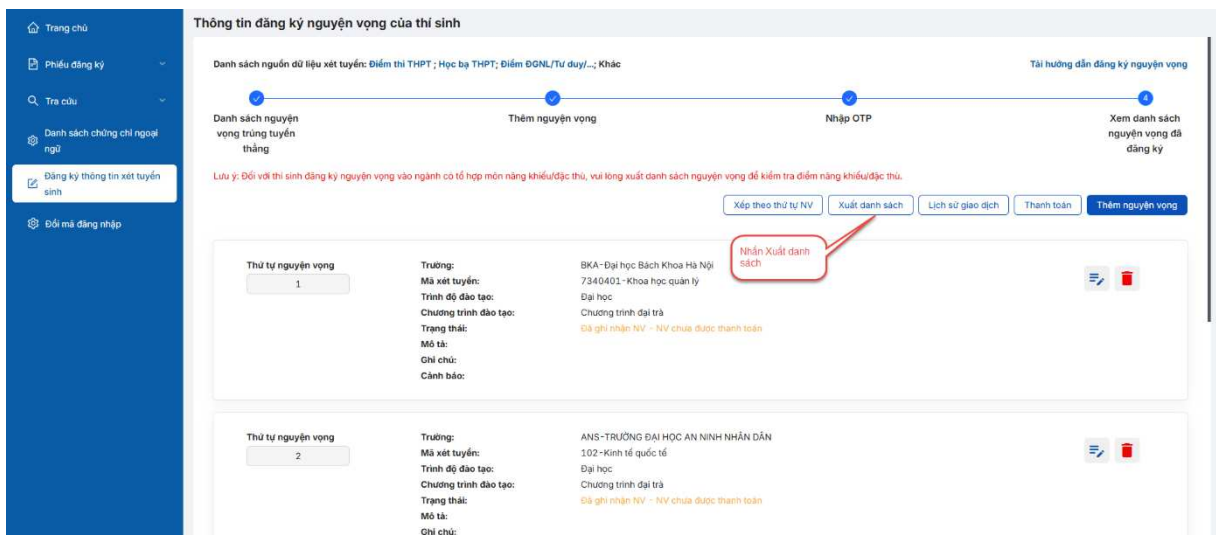 Trang chủ
Phiếu đăng ký
Tra cứu
Danh sách chứng chỉ ngoại
ngữ
Đăng ký thông tin xét tuyển
sinh
Đổi mã đăng nhập
Thông tin đăng ký nguyện vọng của thí sinh
Danh sách nguồn dữ liệu xét tuyển: Điểm thi THPT ; Học bạ THPT; Điểm ĐGNL/Tư duy/...; Khác
Tải hướng dẫn đăng ký nguyện vọng
4
Danh sách nguyện
vọng trúng tuyển
thẳng
Thêm nguyện vọng
Nhập OTP
Xem danh sách
nguyện vọng đã
đăng ký
Lưu ý: Đối với thí sinh đăng ký nguyện vọng vào ngành có tổ hợp môn năng khiếu/đặc thù, vui lòng xuất danh sách nguyện vọng để kiểm tra điểm năng khiếu/đặc thù.
Xếp theo thứ tự NV
Xuất danh sách
Lịch sử giao dịch
Thanh toán
Thêm nguyện vọng
Nhấn Xuất danh
sách
Thứ tự nguyện vọng
1
Trường: BKA-Đại học Bách Khoa Hà Nội
Mã xét tuyển: 7340401-Khoa học quản lý
Trình độ đào tạo: Đại học
Chương trình đào tạo: Chương trình đại trà
Trạng thái: Đã ghi nhận NV - NV chưa được thanh toán
Mô tả:
Ghi chú:
Cảnh báo:
Thứ tự nguyện vọng
2
Trường: ANS-TRƯỜNG ĐẠI HỌC AN NINH NHÂN DÂN
Mã xét tuyển: 102-Kinh tế quốc tế
Trình độ đào tạo: Đại học
Chương trình đào tạo: Chương trình đại trà
Trạng thái: Đã ghi nhận NV - NV chưa được thanh toán
Mô tả:
Ghi chú: